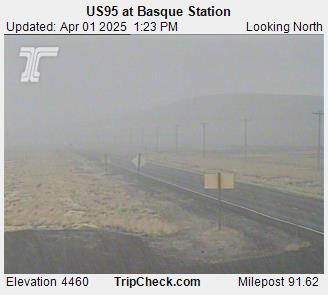 US95 at Basque Station
Updated: Apr 01 2025 1:23 PM Looking North
Elevation 4460 TripCheck.com Milepost 91.62